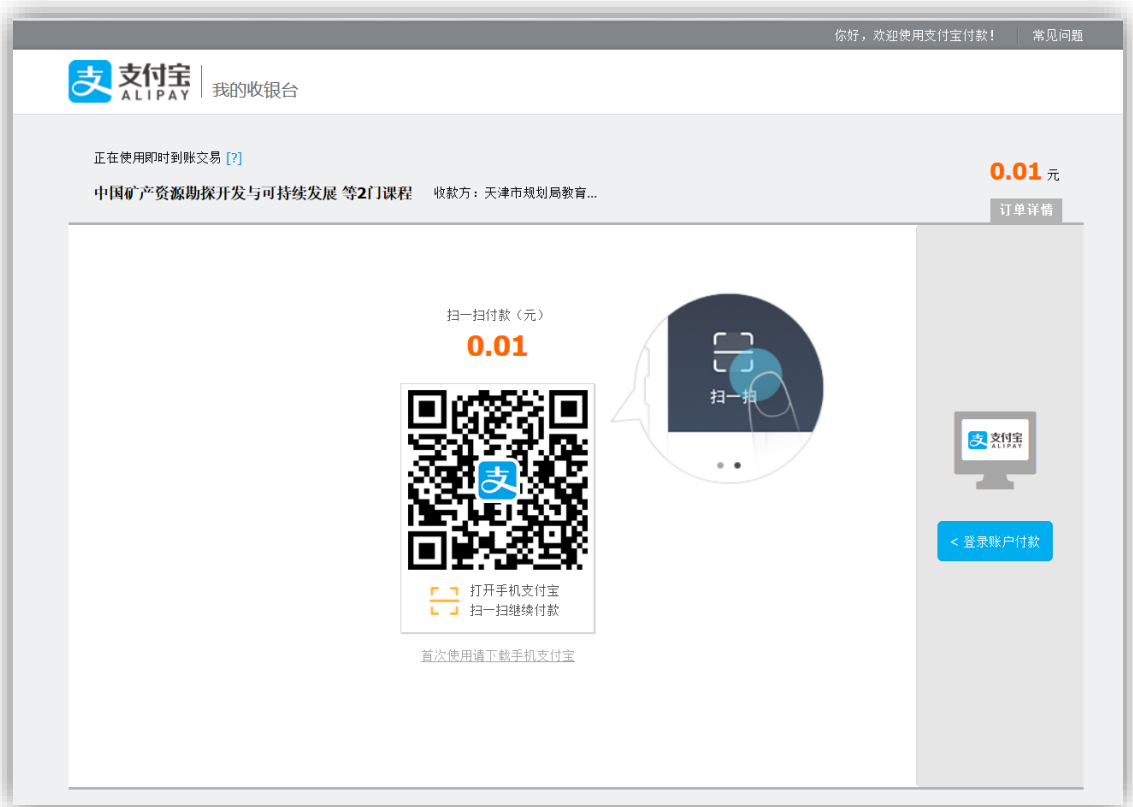 你好，欢迎使用支付宝付款！ 常见问题
支 支付宝 ALIPAY 我的收银台
正在使用即时到账交易 [?]
0.01 元
中国矿产资源勘探开发与可持续发展 等2门课程 收款方：天津市规划局教育...
订单详情
扫一扫付款（元）
0.01
扫一扫
支
支 支付宝 ALIPAY
< 登录账户付款
打开手机支付宝
扫一扫继续付款
首次使用请下载手机支付宝